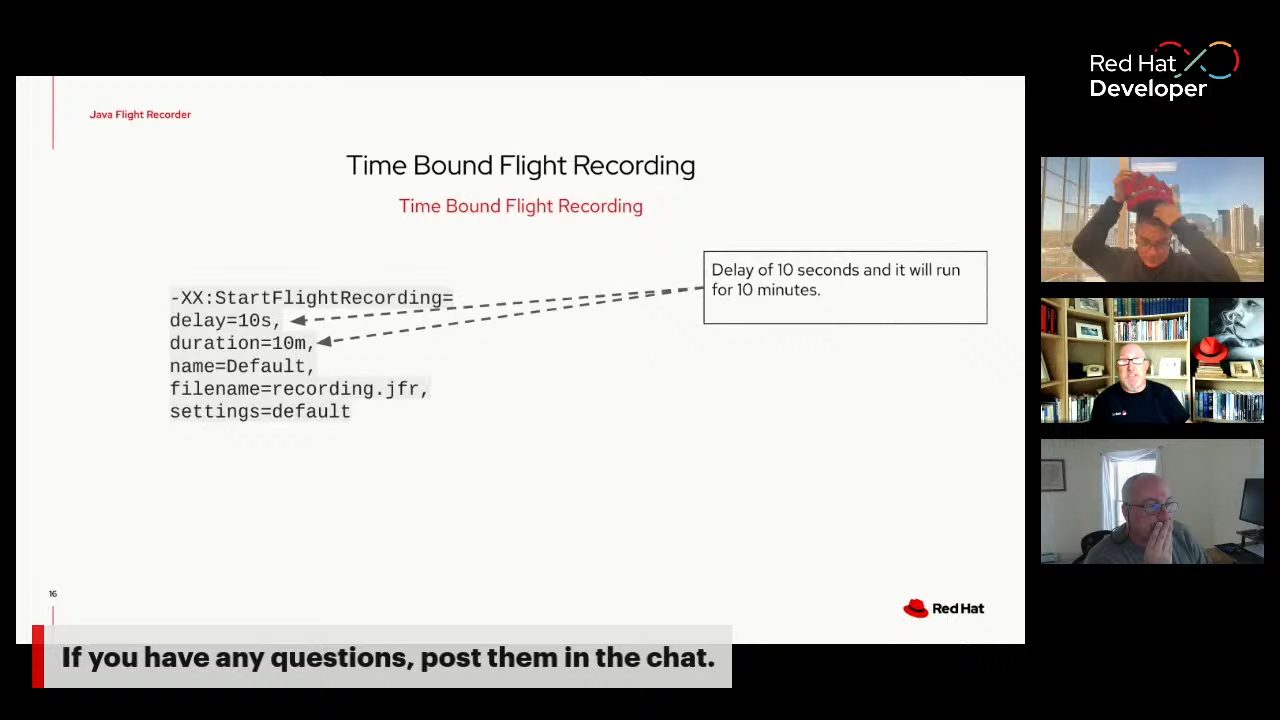 Red Hat
Developer
Java Flight Recorder
Time Bound Flight Recording
Time Bound Flight Recording
Delay of 10 seconds and it will run
for 10 minutes.
-XX:StartFlightRecording=
delay=10s,
duration=10m,
name=Default,
filename=recording.jfr,
settings=default
16
Red Hat
If you have any questions, post them in the chat.